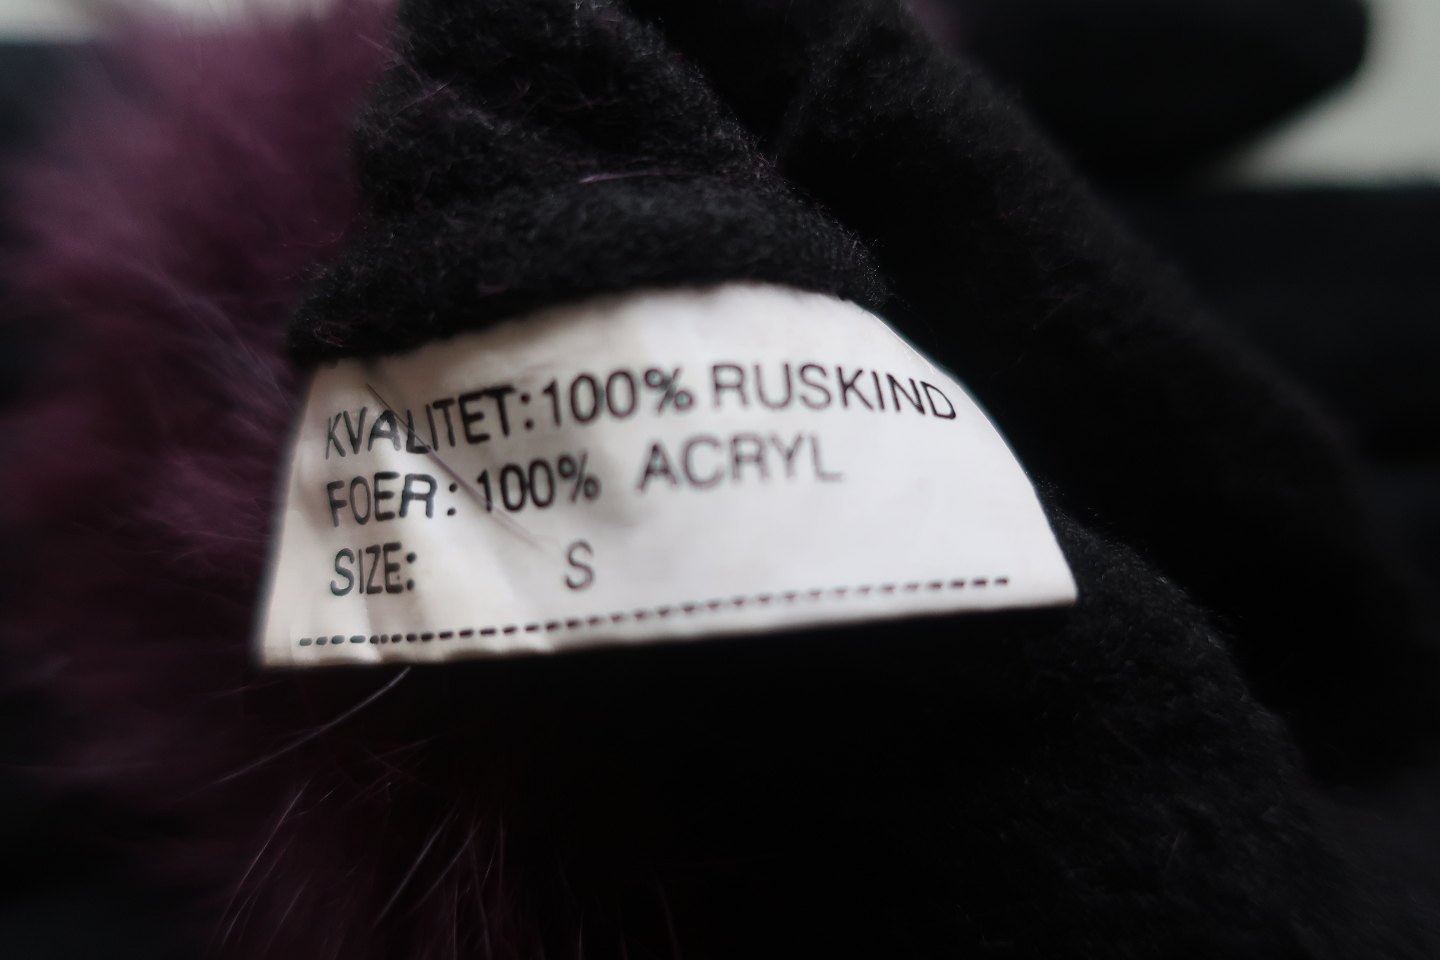 KVALITET: 100% RUSKIND
FOER: 100% ACRYL
SIZE: S